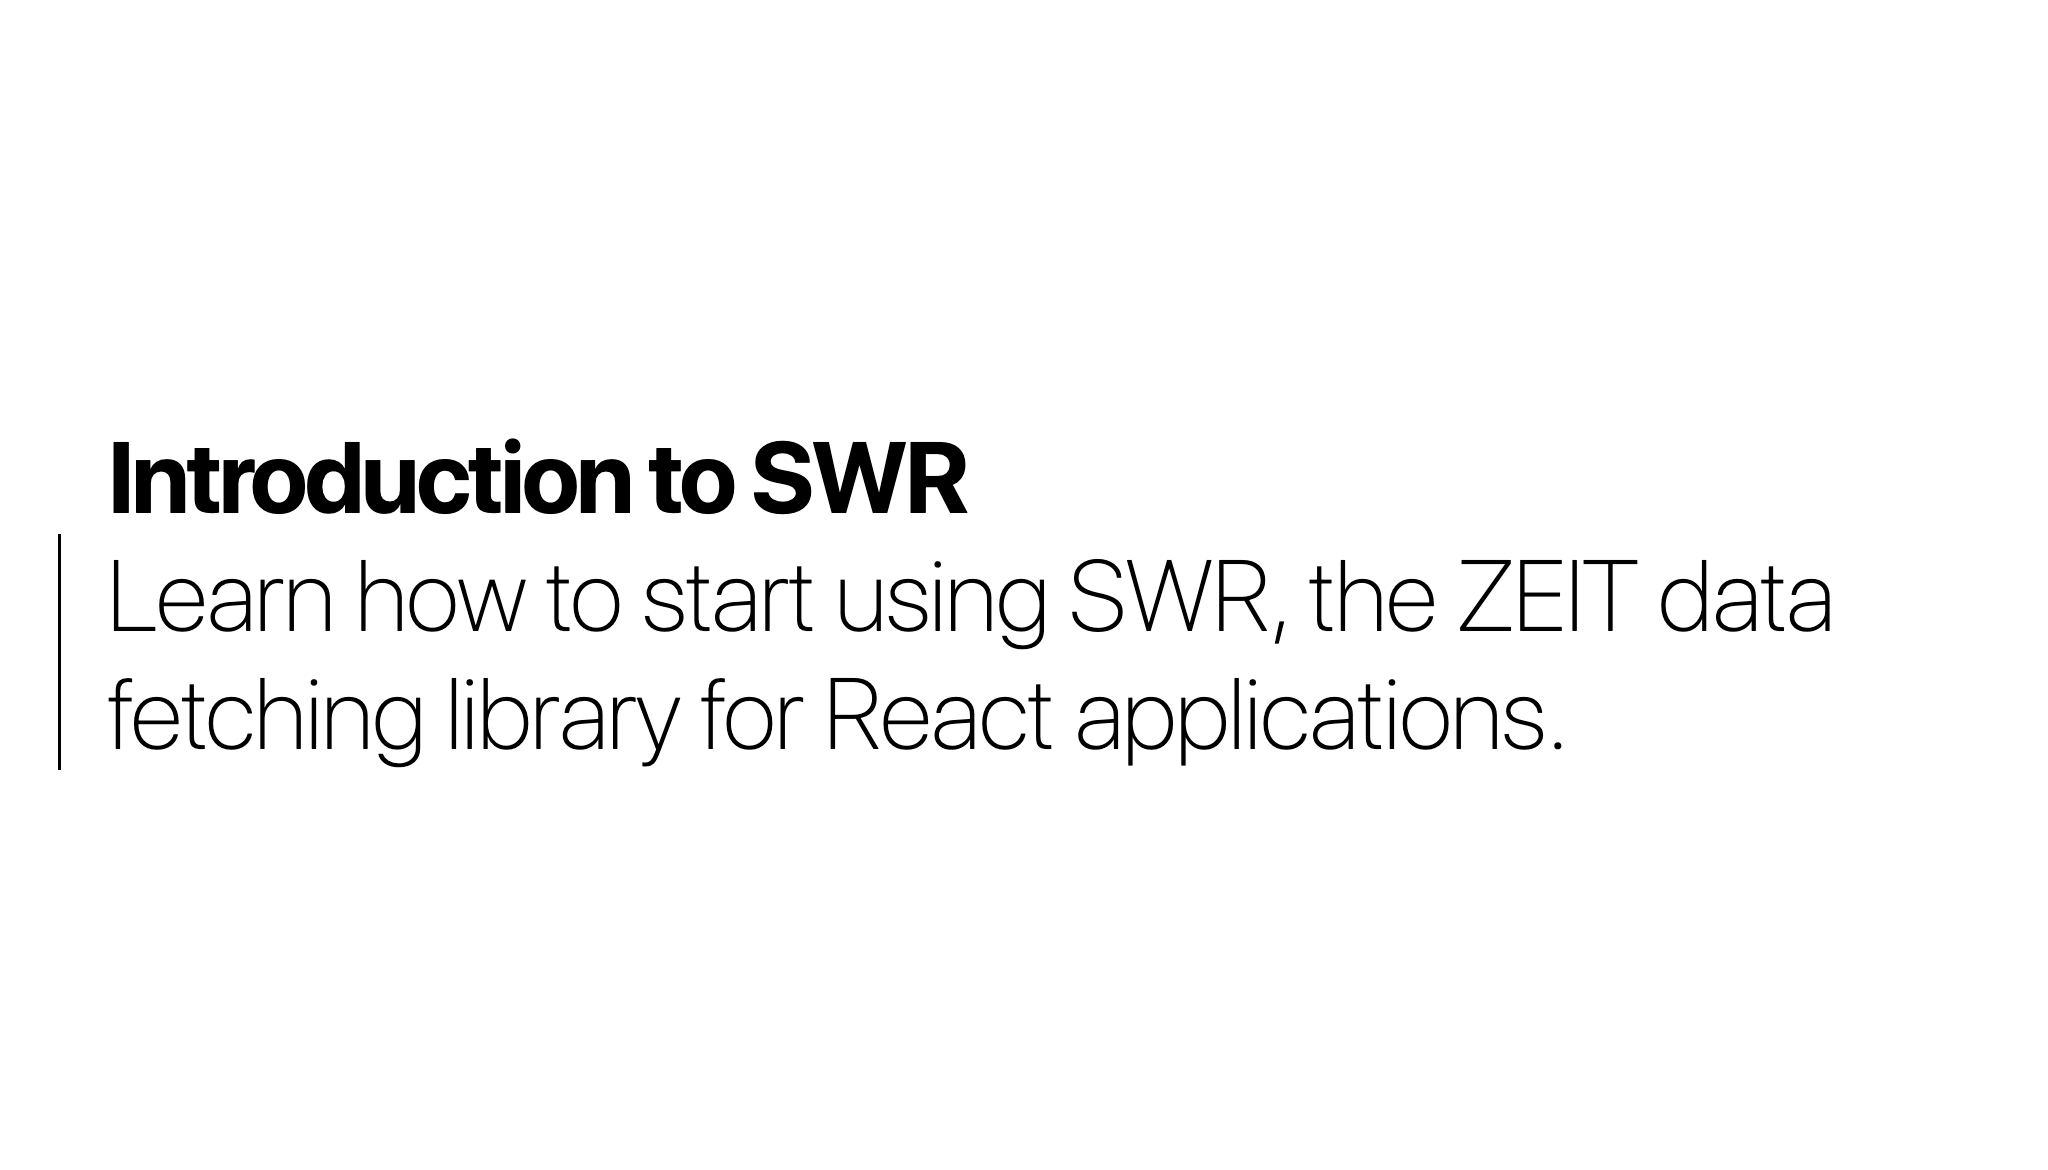 Introduction to SWR
Learn how to start using SWR, the ZEIT data
fetching library for React applications.